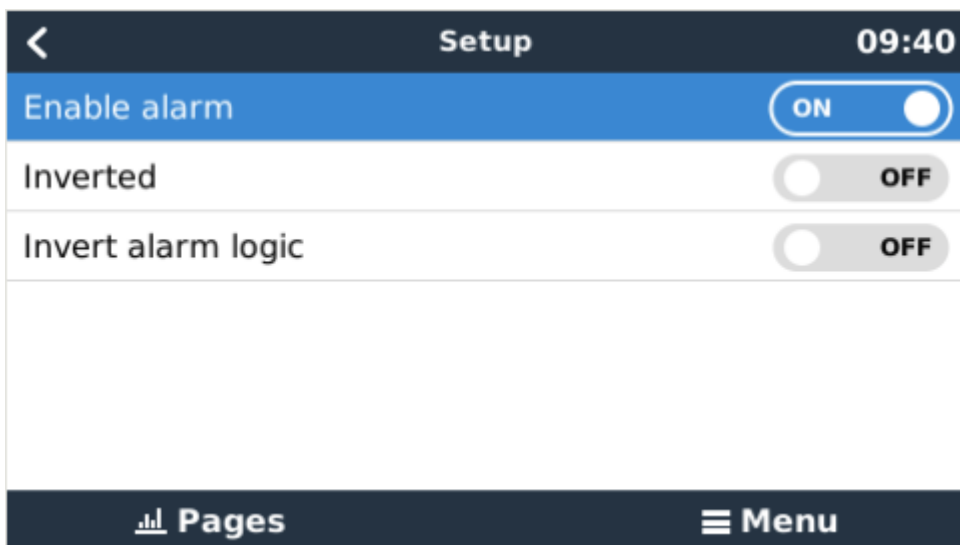 Setup 09:40
Enable alarm ON
Inverted OFF
Invert alarm logic OFF
Pages Menu